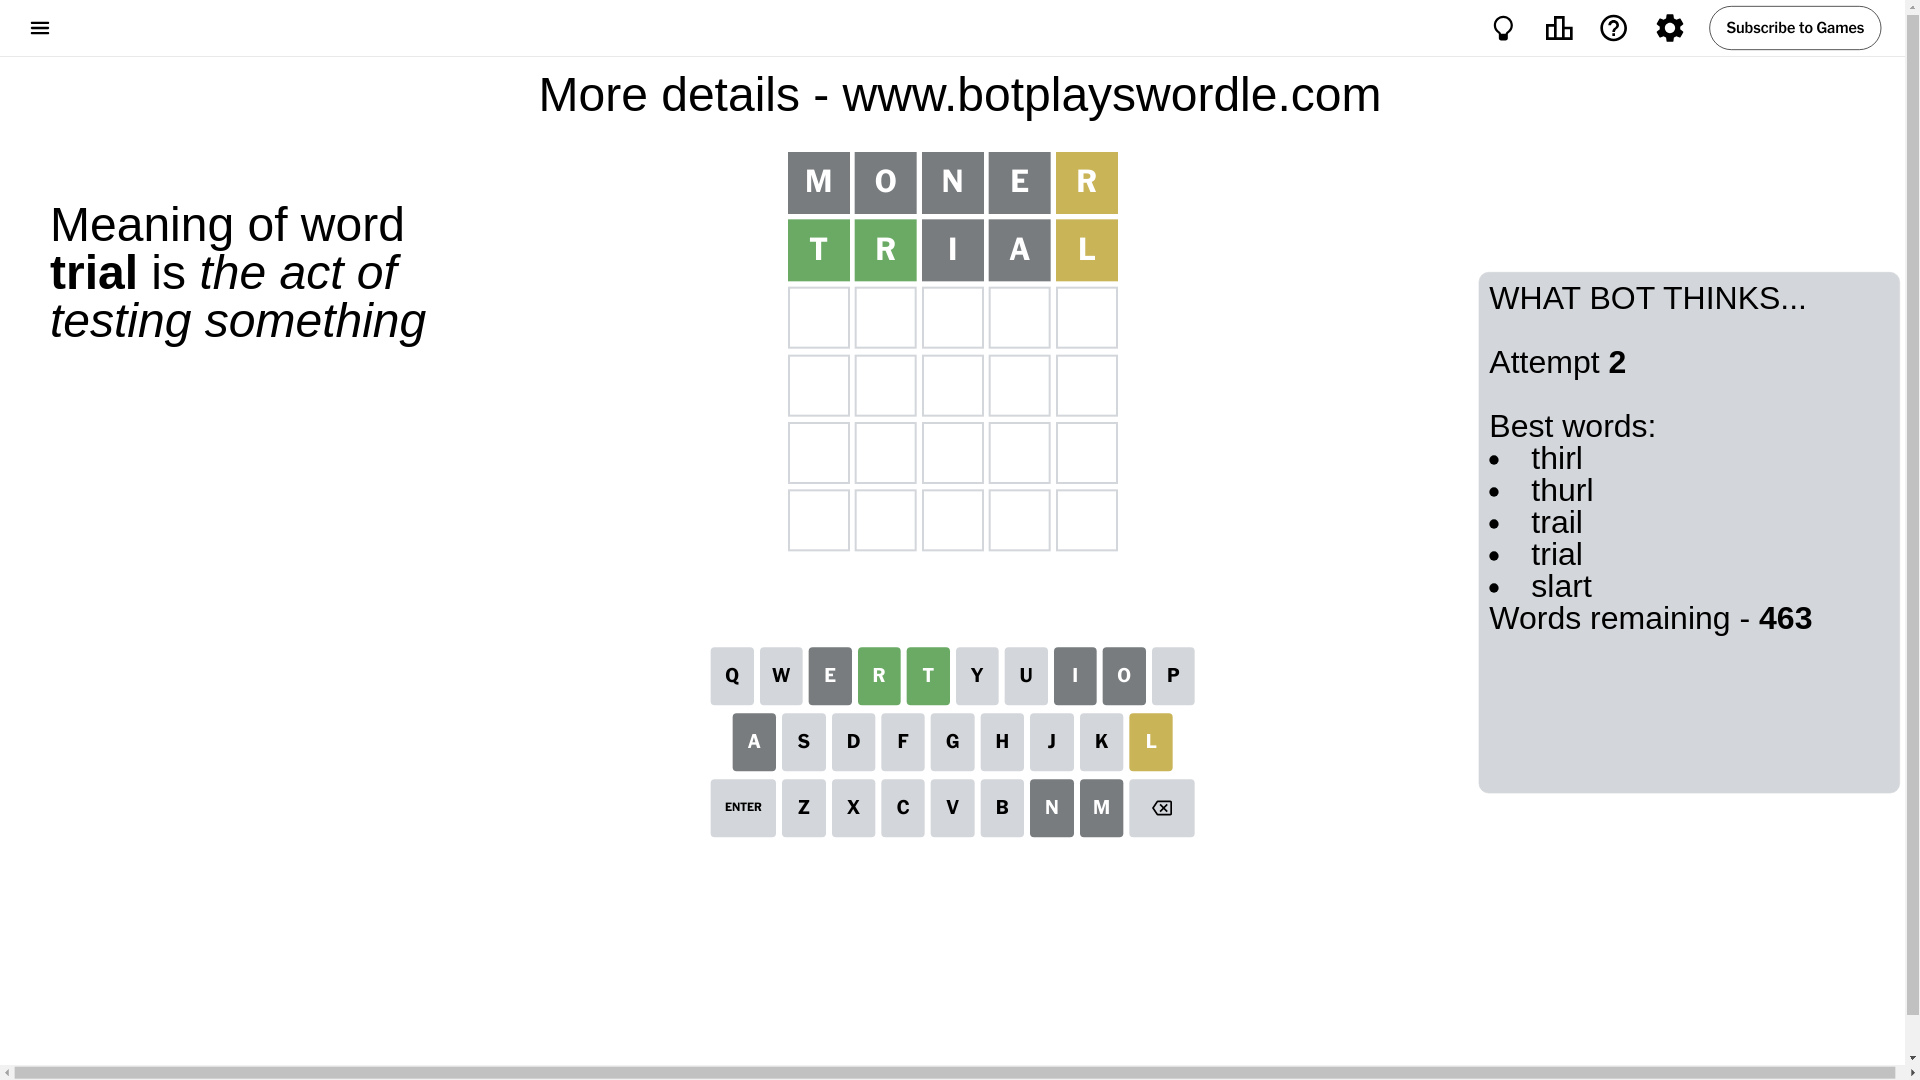 Subscribe to Games
More details - www.botplayswordle.com
Meaning of word
trial is the act of
testing something
M O N E R
T R I A L
WHAT BOT THINKS...
Attempt 2
Best words:
• thirl
• thurl
• trail
• trial
• slart
Words remaining - 463
Q W E R T Y U I O P
A S D F G H J K L
ENTER Z X C V B N M